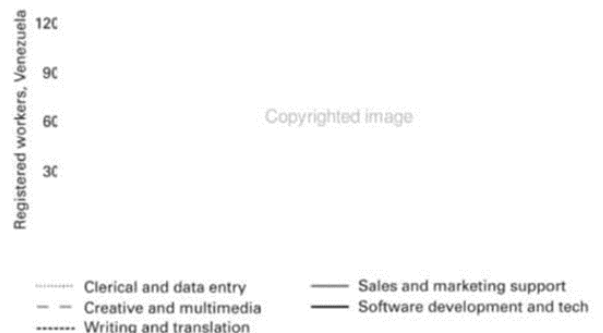 Registered workers, Venezuela
120
90
60
30
Copyrighted image
Clerical and data entry
Creative and multimedia
Writing and translation
Sales and marketing support
Software development and tech